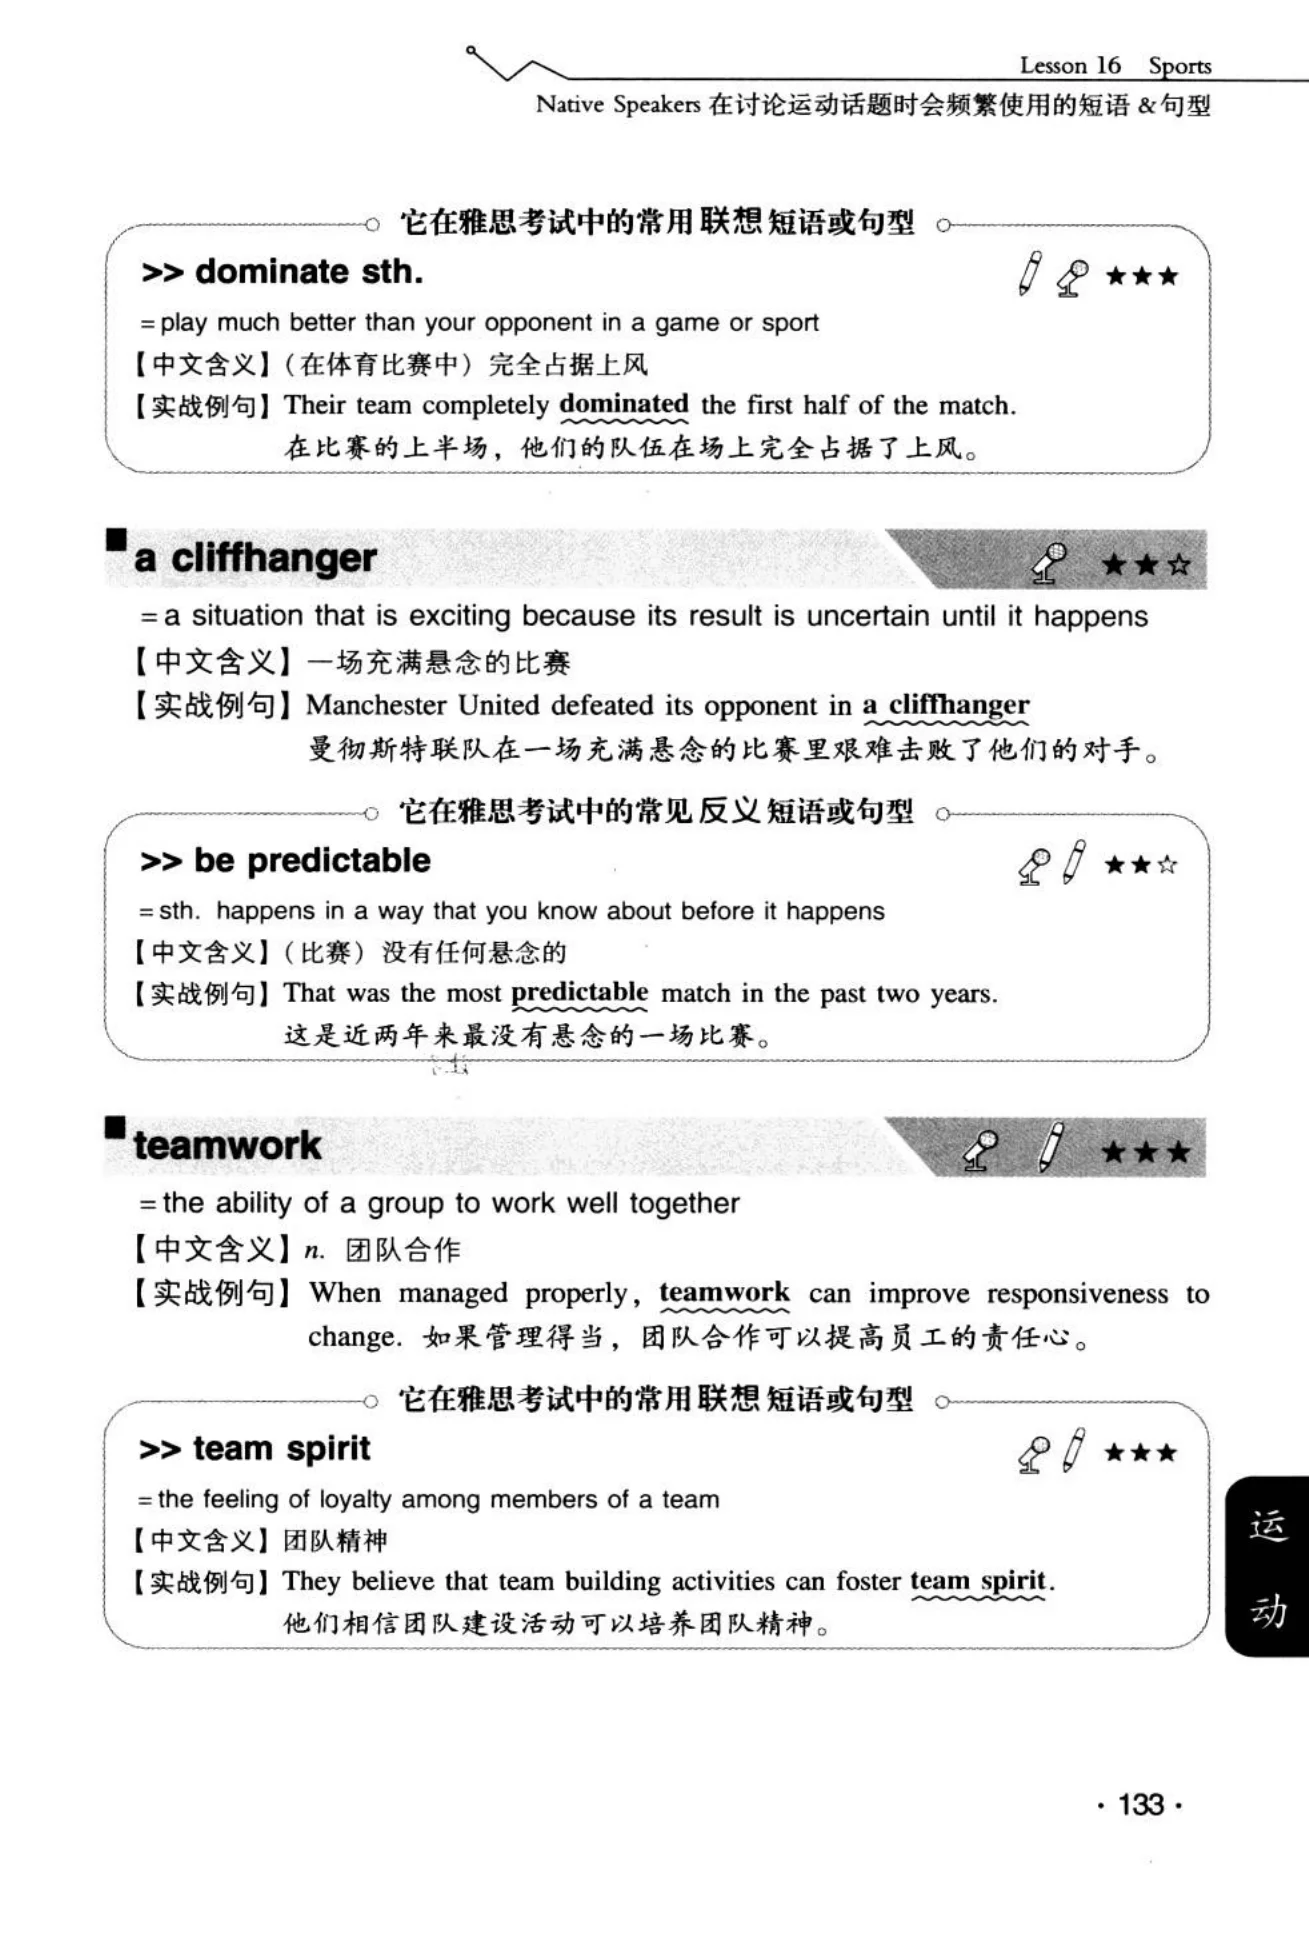 Lesson 16 Sports
Native Speakers 在讨论运动话题时会频繁使用的短语 &句型
它在雅思考试中的常用联想短语或句型
>> dominate sth. ★★★
=play much better than your opponent in a game or sport
【中文含义】(在体育比赛中) 完全占据上风
【实战例句】Their team completely dominated the first half of the match.
在比赛的上半场，他们的队伍在场上完全占据了上风。
■a cliffhanger ★★☆
=a situation that is exciting because its result is uncertain until it happens
【中文含义】一场充满悬念的比赛
【实战例句】Manchester United defeated its opponent in a cliffhanger
曼彻斯特联队在一场充满悬念的比赛里艰难击败了他们的对手。
它在雅思考试中的常见反义短语或句型
>> be predictable ★★☆
=sth. happens in a way that you know about before it happens
【中文含义】(比赛) 没有任何悬念的
【实战例句】That was the most predictable match in the past two years.
这是近两年来最没有悬念的一场比赛。
■teamwork ★★★
=the ability of a group to work well together
【中文含义】n. 团队合作
【实战例句】When managed properly, teamwork can improve responsiveness to
change. 如果管理得当，团队合作可以提高员工的责任心。
它在雅思考试中的常用联想短语或句型
>> team spirit ★★★
=the feeling of loyalty among members of a team
【中文含义】团队精神
【实战例句】They believe that team building activities can foster team spirit.
他们相信团队建设活动可以培养团队精神。
运动
·133·